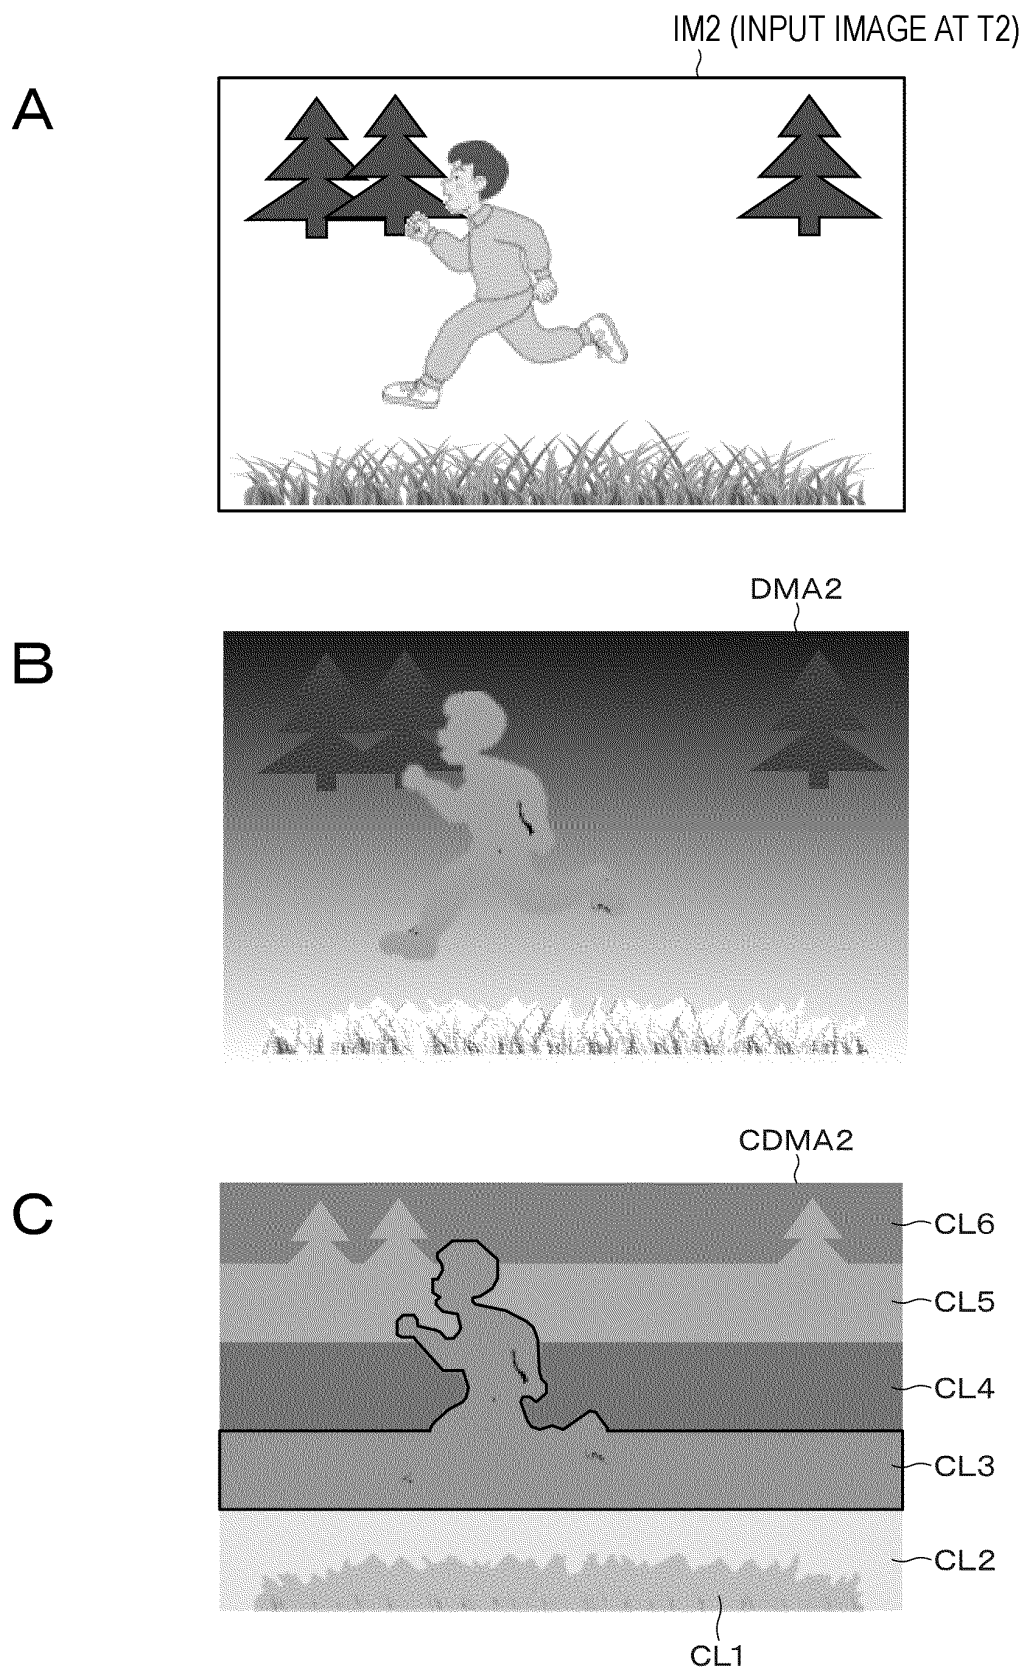 IM2 (INPUT IMAGE AT T2)
A
DMA2
B
CDMA2
C
CL6
CL5
CL4
CL3
CL2
CL1